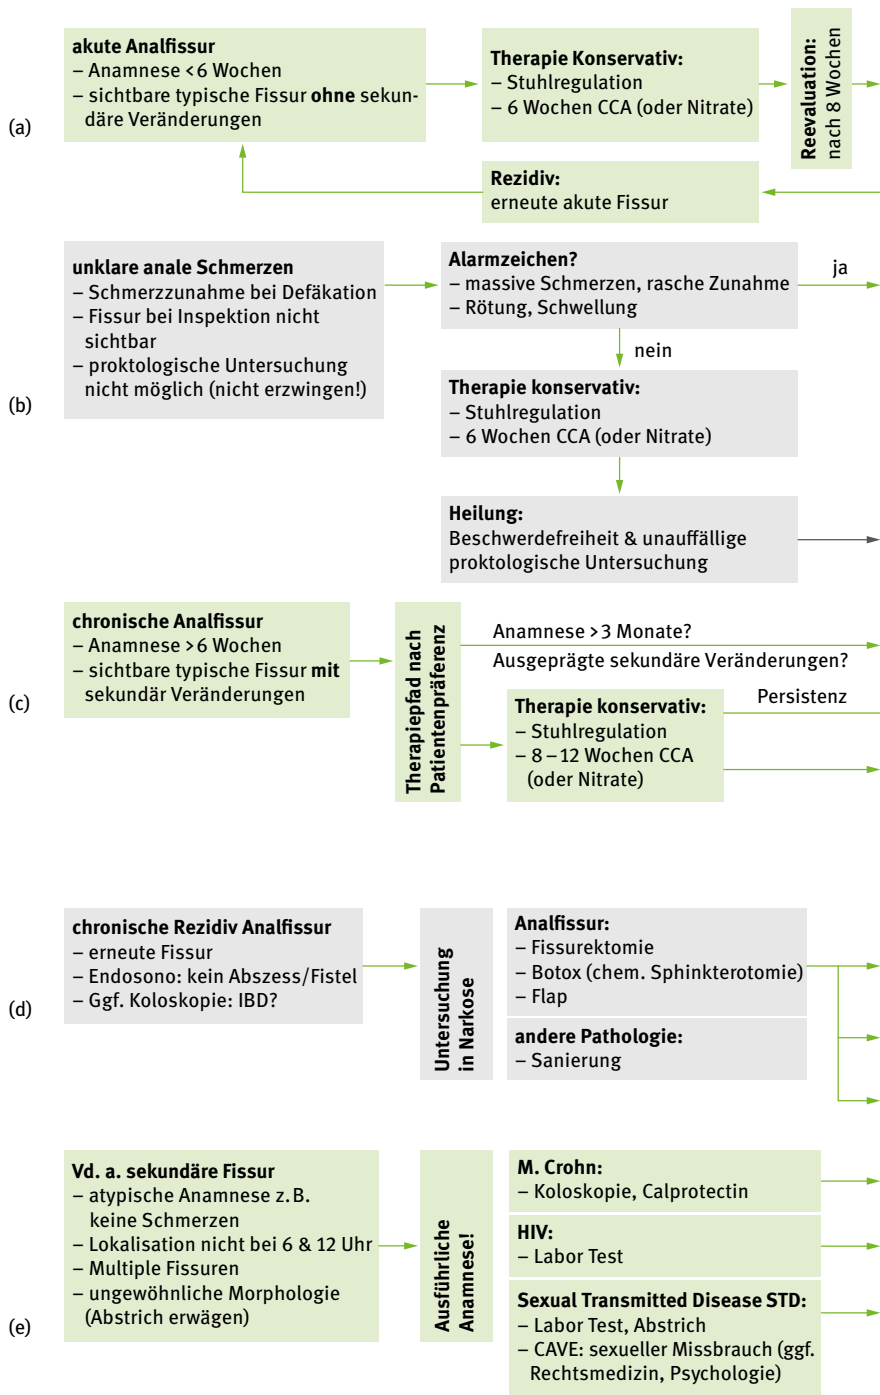 (a)
akute Analfissur
– Anamnese < 6 Wochen
– sichtbare typische Fissur ohne sekun-
däre Veränderungen
Therapie Konservativ:
– Stuhlregulation
– 6 Wochen CCA (oder Nitrate)
Reevaluation:
nach 8 Wochen
Rezidiv:
erneute akute Fissur
(b)
unklare anale Schmerzen
– Schmerzzunahme bei Defäkation
– Fissur bei Inspektion nicht
sichtbar
– proktologische Untersuchung
nicht möglich (nicht erzwingen!)
Alarmzeichen?
– massive Schmerzen, rasche Zunahme
– Rötung, Schwellung
ja
nein
Therapie konservativ:
– Stuhlregulation
– 6 Wochen CCA (oder Nitrate)
Heilung:
Beschwerdefreiheit & unauffällige
proktologische Untersuchung
(c)
chronische Analfissur
– Anamnese > 6 Wochen
– sichtbare typische Fissur mit
sekundär Veränderungen
Therapiepfad nach
Patientenpräferenz
Anamnese > 3 Monate?
Ausgeprägte sekundäre Veränderungen?
Therapie konservativ:
– Stuhlregulation
– 8 – 12 Wochen CCA
(oder Nitrate)
Persistenz
(d)
chronische Rezidiv Analfissur
– erneute Fissur
– Endosono: kein Abszess/Fistel
– Ggf. Koloskopie: IBD?
Untersuchung
in Narkose
Analfissur:
– Fissurektomie
– Botox (chem. Sphinkterotomie)
– Flap
andere Pathologie:
– Sanierung
(e)
Vd. a. sekundäre Fissur
– atypische Anamnese z. B.
keine Schmerzen
– Lokalisation nicht bei 6 & 12 Uhr
– Multiple Fissuren
– ungewöhnliche Morphologie
(Abstrich erwägen)
Ausführliche
Anamnese!
M. Crohn:
– Koloskopie, Calprotectin
HIV:
– Labor Test
Sexual Transmitted Disease STD:
– Labor Test, Abstrich
– CAVE: sexueller Missbrauch (ggf.
Rechtsmedizin, Psychologie)